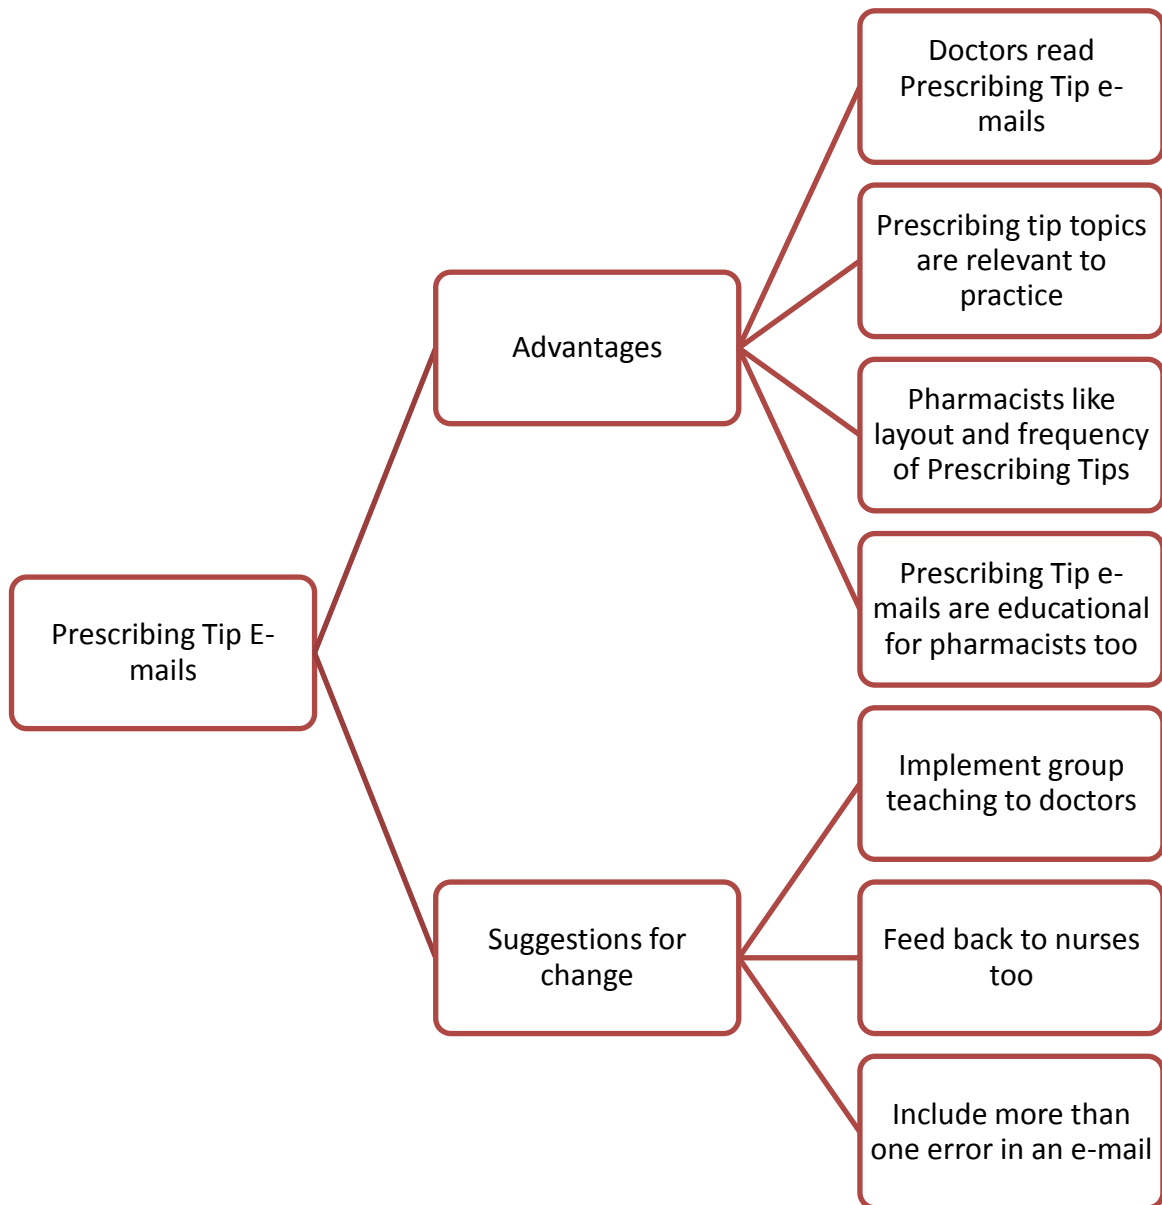 Prescribing Tip E-
mails
Advantages
Doctors read
Prescribing Tip e-
mails
Prescribing tip topics
are relevant to
practice
Pharmacists like
layout and frequency
of Prescribing Tips
Prescribing Tip e-
mails are educational
for pharmacists too
Suggestions for
change
Implement group
teaching to doctors
Feed back to nurses
too
Include more than
one error in an e-mail